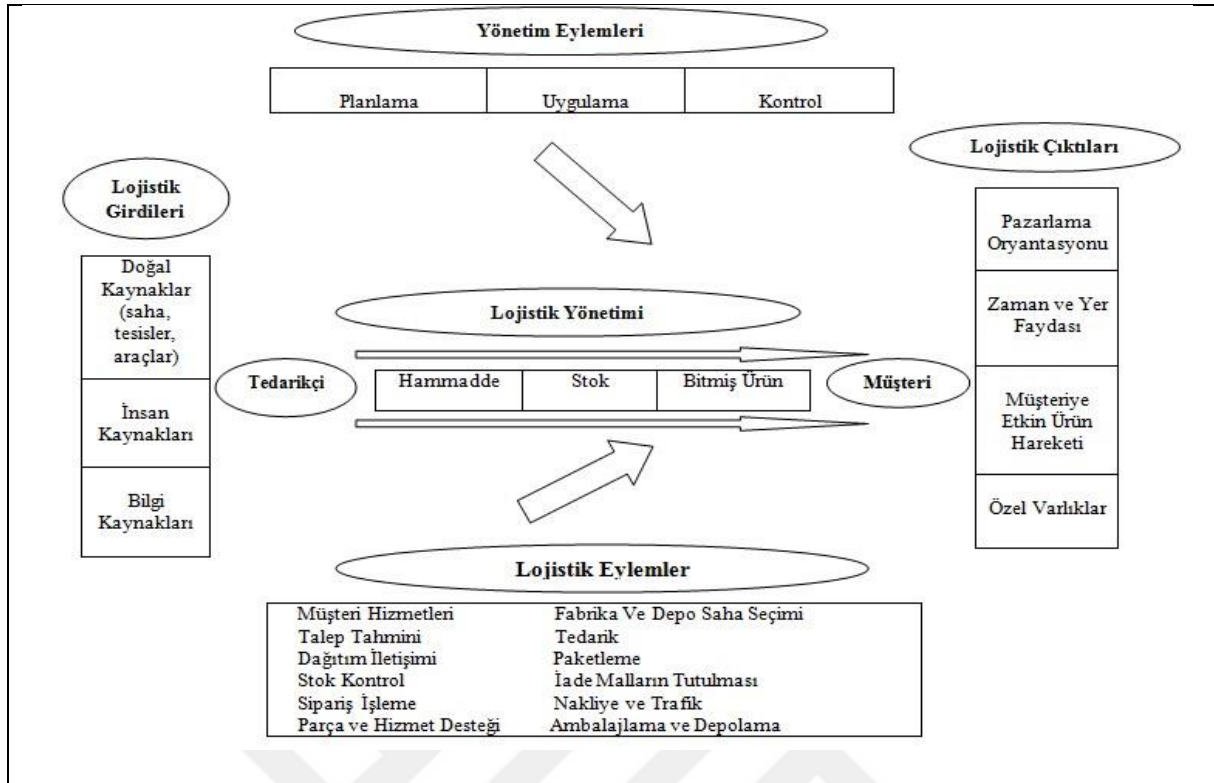 Yönetim Eylemleri
Planlama
Uygulama
Kontrol
Lojistik Çıktıları
Lojistik
Girdileri
Pazarlama
Oryantasyonu
Doğal
Kaynaklar
(saha,
tesisler,
araçlar)
Zaman ve Yer
Faydası
Lojistik Yönetimi
Tedarikçi
Hammadde
Stok
Bitmiş Ürün
Müşteri
İnsan
Kaynakları
Müşteriye
Etkin Ürün
Hareketi
Bilgi
Kaynakları
Özel Varlıklar
Lojistik Eylemler
Müşteri Hizmetleri
Fabrika Ve Depo Saha Seçimi
Talep Tahmini
Tedarik
Dağıtım İletişimi
Paketleme
Stok Kontrol
İade Malların Tutulması
Sipariş İşleme
Nakliye ve Trafik
Parça ve Hizmet Desteği
Ambalajlama ve Depolama